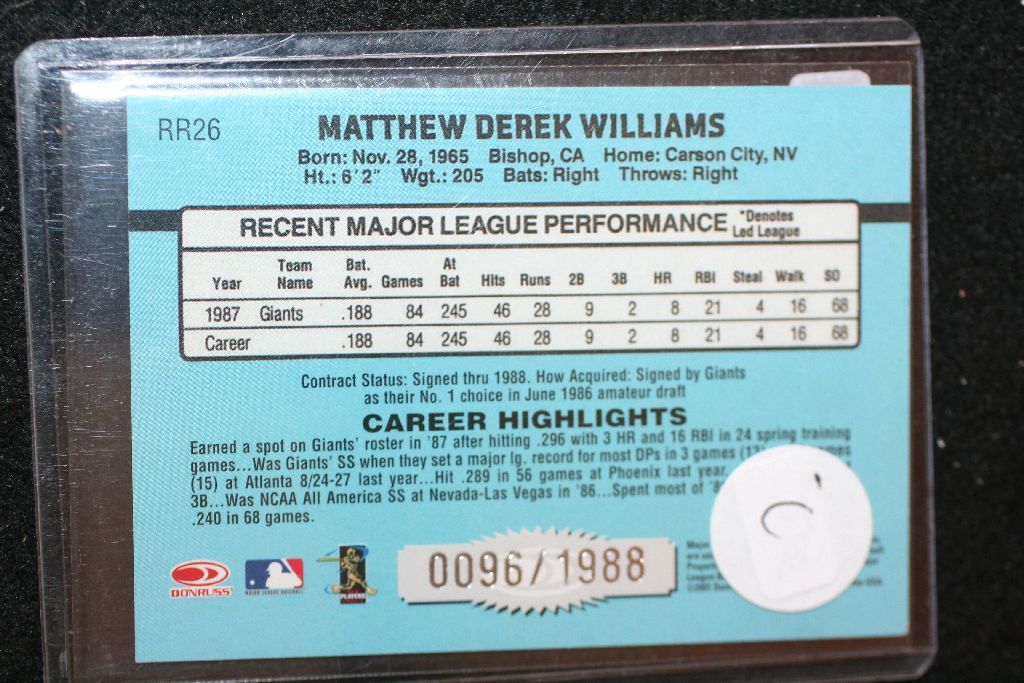 RR26 MATTHEW DEREK WILLIAMS
Born: Nov. 28, 1965 Bishop, CA Home: Carson City, NV
Ht.: 6'2" Wgt.: 205 Bats: Right Throws: Right
RECENT MAJOR LEAGUE PERFORMANCE *Denotes Led League
Year Team Name Bat. Avg. Games At Bat Hits Runs 2B 3B HR RBI Steal Walk SO
1987 Giants .188 84 245 46 28 9 2 8 21 4 16 68
Career .188 84 245 46 28 9 2 8 21 4 16 68
Contract Status: Signed thru 1988. How Acquired: Signed by Giants
as their No. 1 choice in June 1986 amateur draft
CAREER HIGHLIGHTS
Earned a spot on Giants' roster in '87 after hitting .296 with 3 HR and 16 RBI in 24 spring training
games...Was Giants' SS when they set a major lg. record for most DPs in 3 games
(15) at Atlanta 8/24-27 last year...Hit .289 in 56 games at Phoenix last year.
3B...Was NCAA All America SS at Nevada-Las Vegas in '86...Spent most of
.240 in 68 games.
DONRUSS
MAJOR LEAGUE BASEBALL
PLAYERS
0096/1988
C